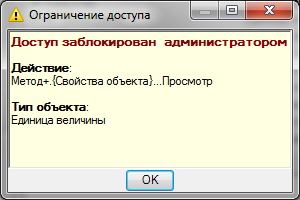 Ограничение доступа
Доступ заблокирован администратором
Действие:
Метод+.{Свойства объекта}...Просмотр
Тип объекта:
Единица величины
OK